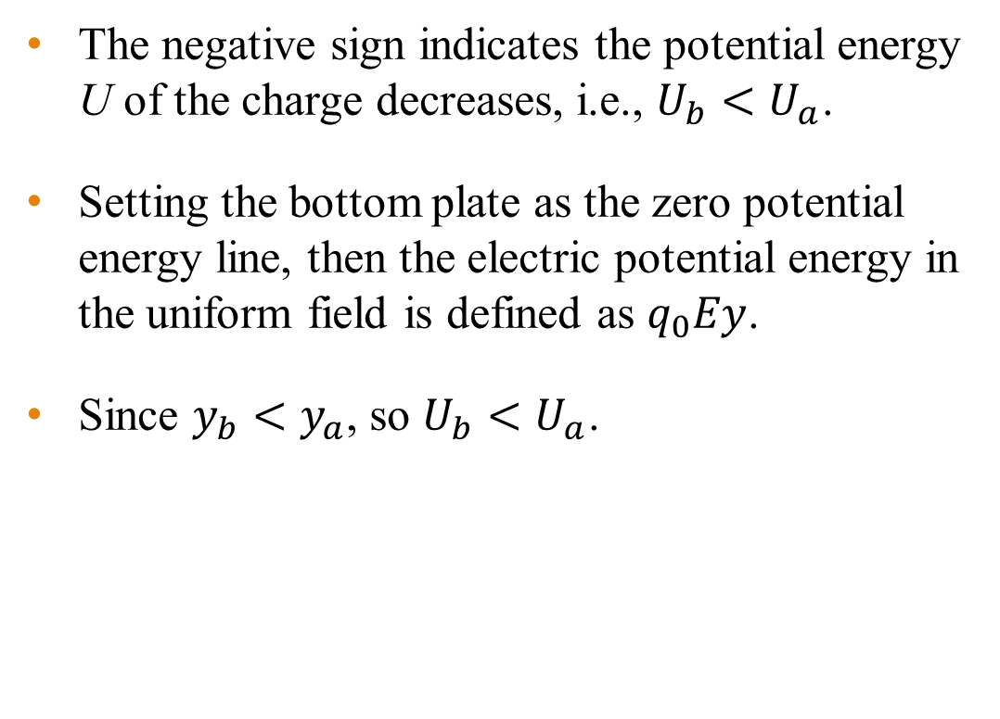 • The negative sign indicates the potential energy
U of the charge decreases, i.e., U_b < U_a.
• Setting the bottom plate as the zero potential
energy line, then the electric potential energy in
the uniform field is defined as q_0Ey.
• Since y_b < y_a, so U_b < U_a.